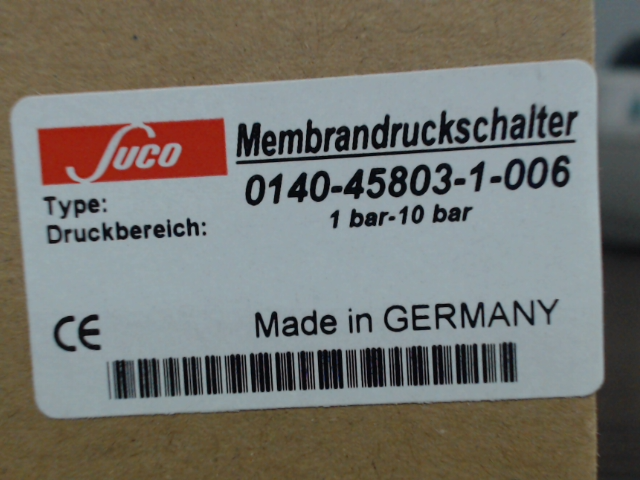 Suco
Membrandruckschalter
Type: 0140-45803-1-006
Druckbereich: 1 bar-10 bar
CE
Made in GERMANY